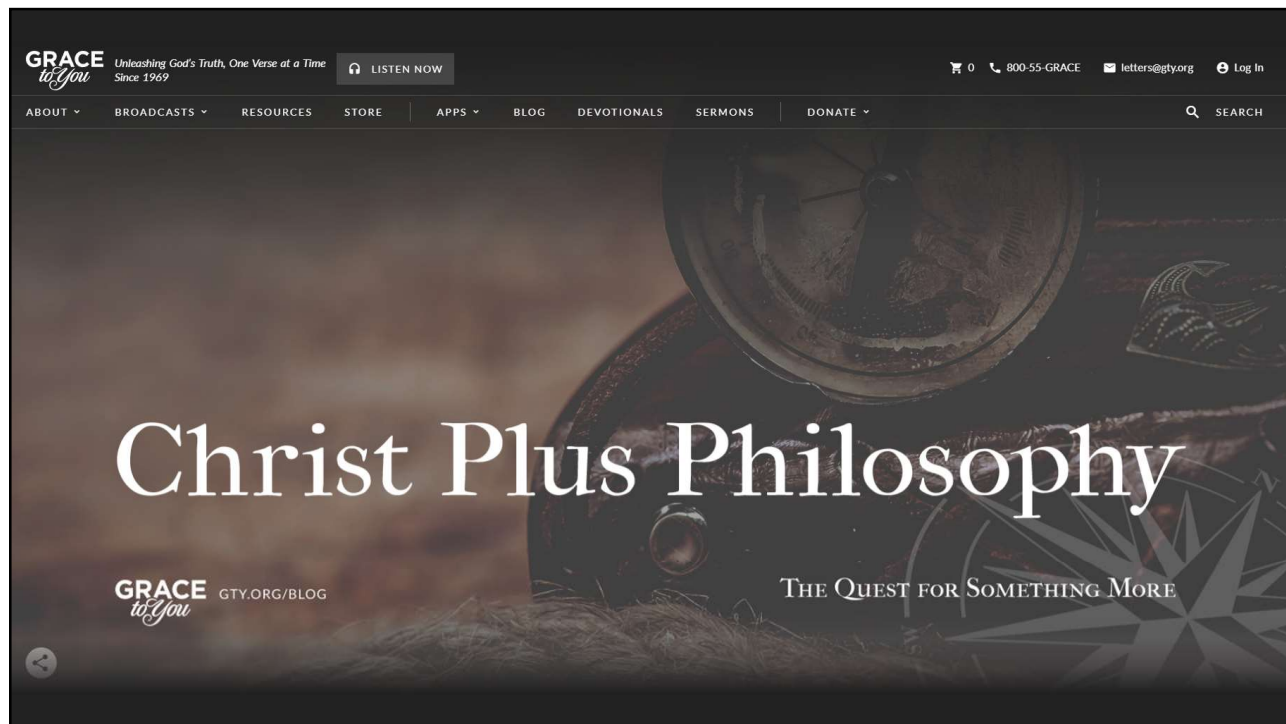 GRACE
to You
Unleashing God's Truth, One Verse at a Time
Since 1969
LISTEN NOW
0 800-55-GRACE letters@gty.org Log In
ABOUT BROADCASTS RESOURCES STORE APPS BLOG DEVOTIONALS SERMONS DONATE SEARCH
Christ Plus Philosophy
GRACE
to You
GTY.ORG/BLOG
THE QUEST FOR SOMETHING MORE
N
SW